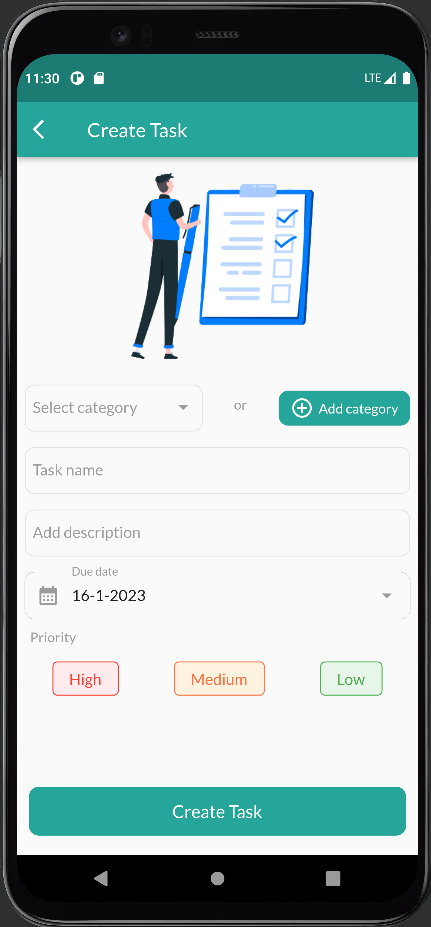 11:30 LTE
Create Task
Select category or Add category
Task name
Add description
Due date
16-1-2023
Priority
High Medium Low
Create Task